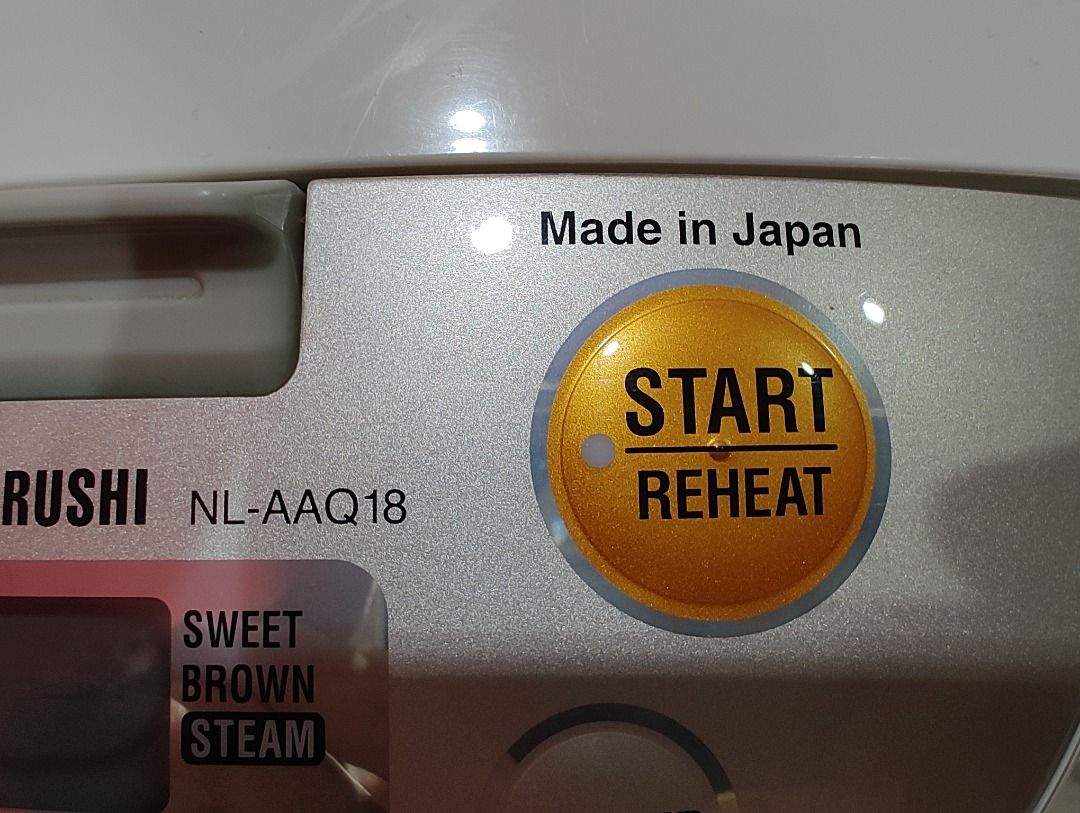 Made in Japan
START
REHEAT
RUSHI NL-AAQ18
SWEET
BROWN
STEAM